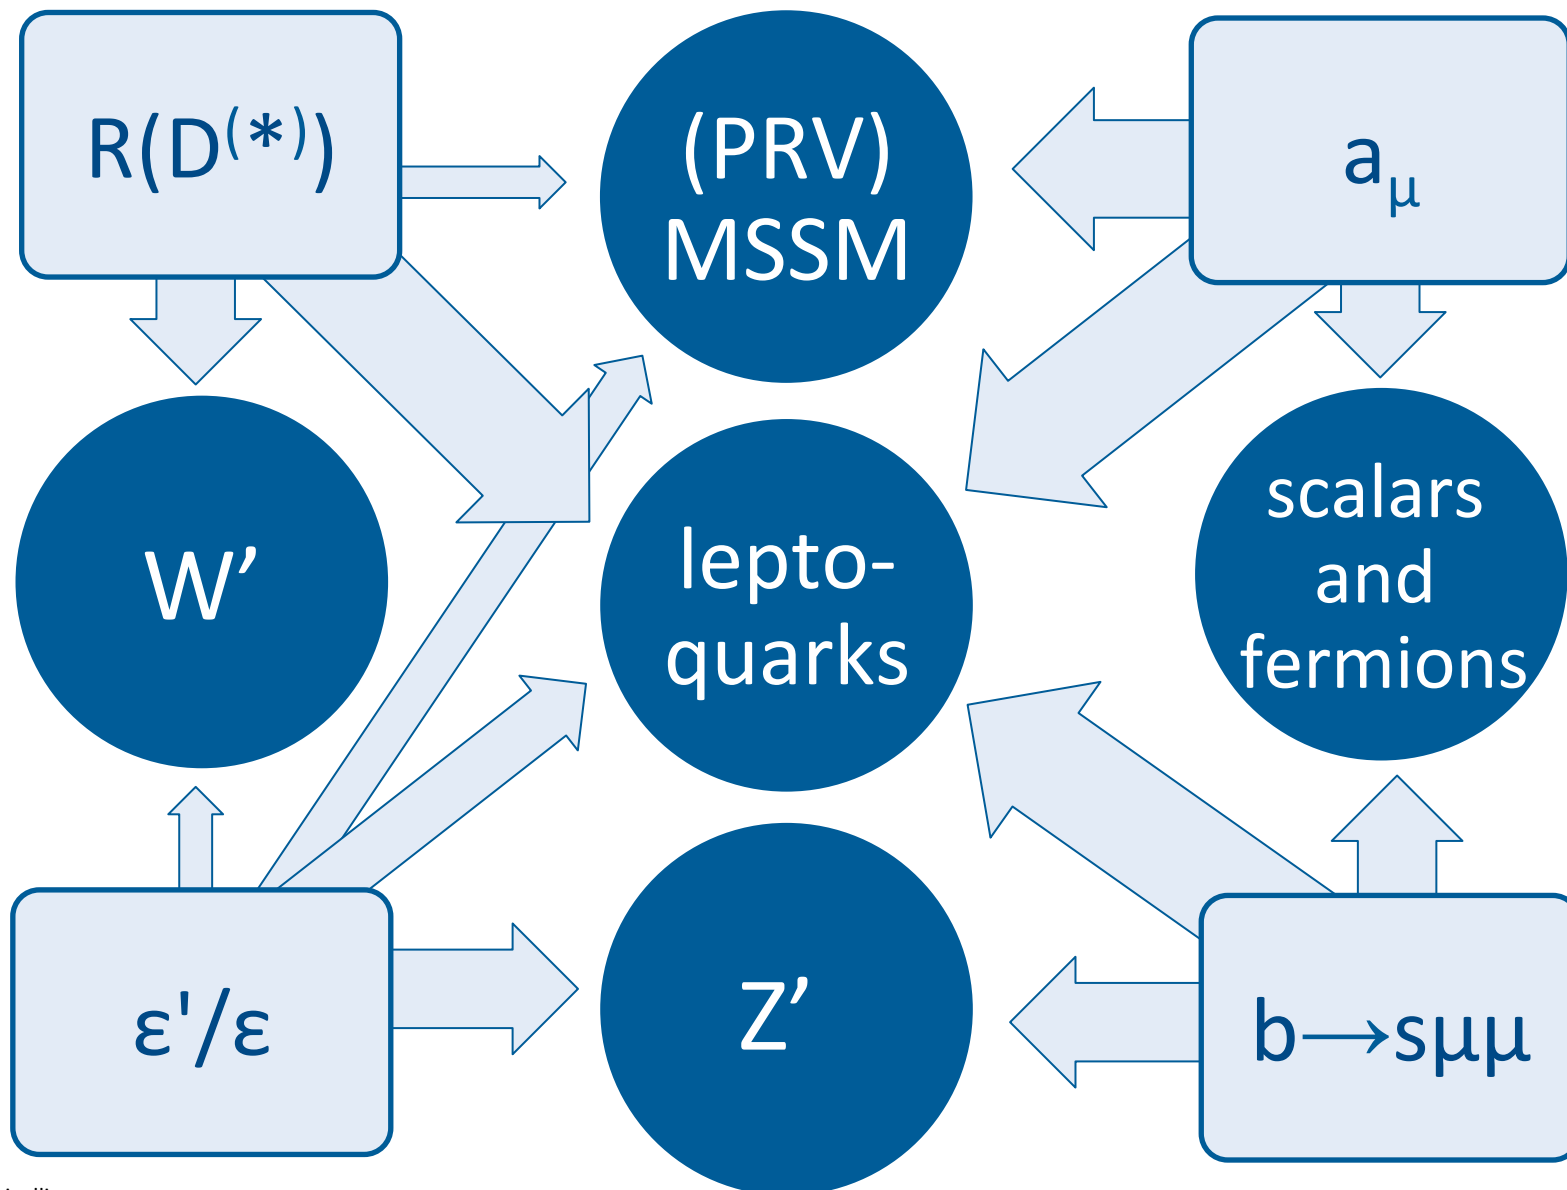 R(D(*))
(PRV)
MSSM
aμ
W’
lepto-
quarks
scalars
and
fermions
ε'/ε
Z’
b→sμμ